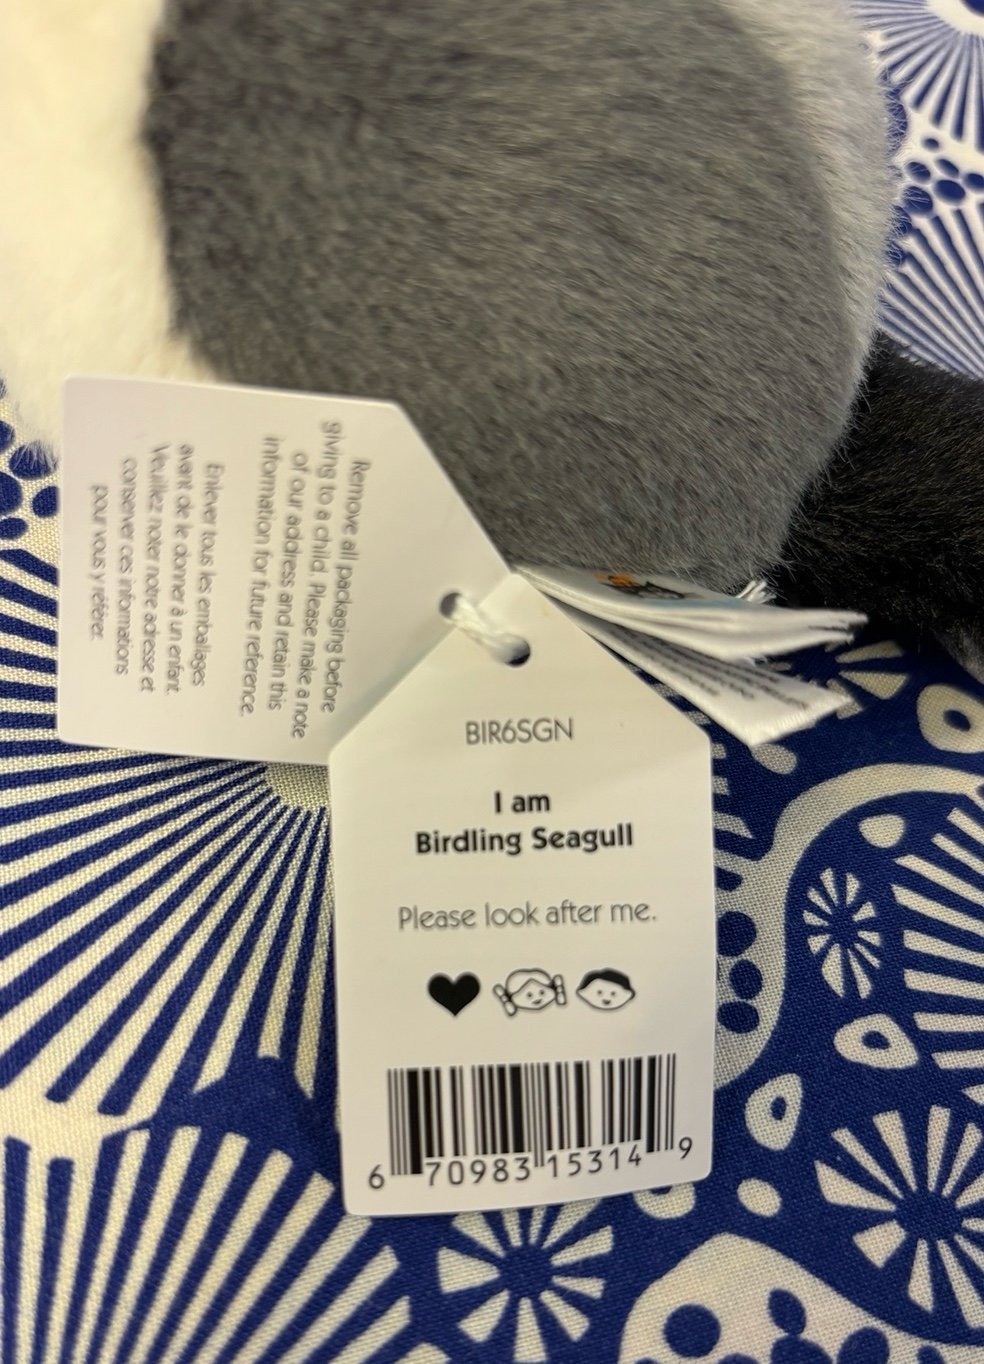 Remove all packaging before
giving to a child. Please make a note
of our address and retain this
information for future reference.
Enlever tous les emballages
avant de le donner à un enfant.
Veuillez noter notre adresse et
conserver ces informations
pour vous y référer.
BIR6SGN
I am
Birdling Seagull
Please look after me.
6 70983 15314 9